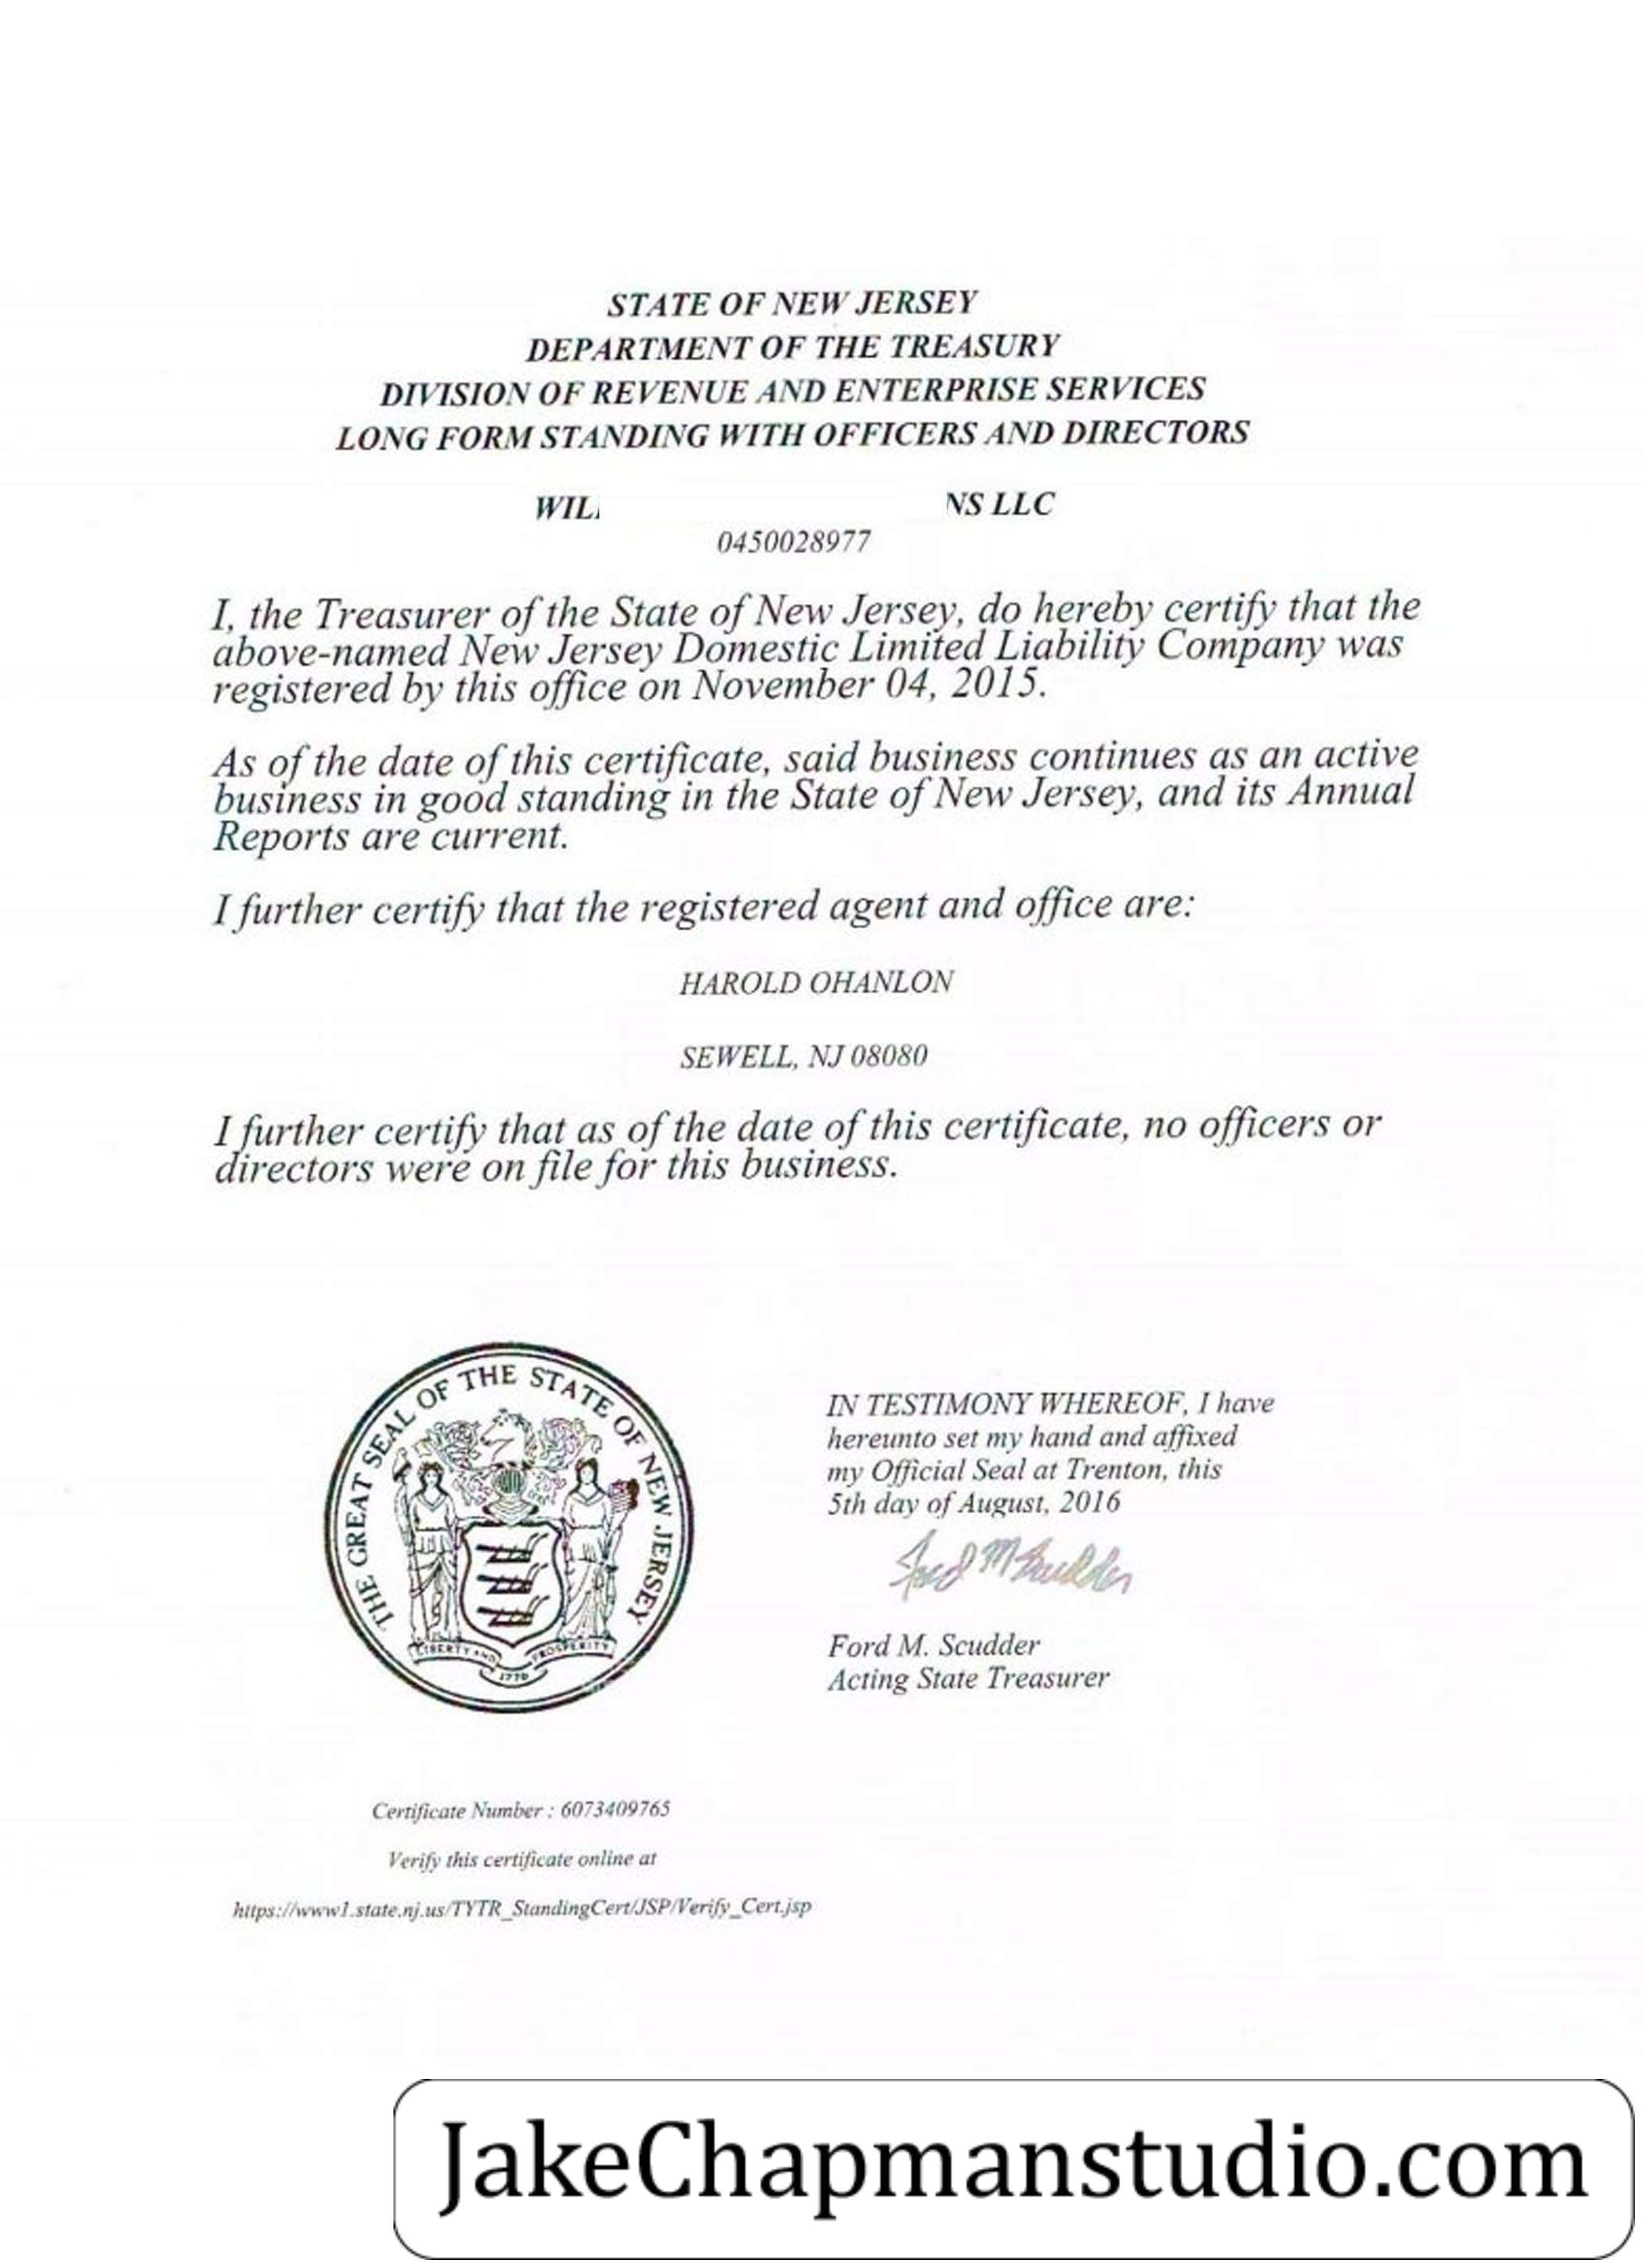 STATE OF NEW JERSEY
DEPARTMENT OF THE TREASURY
DIVISION OF REVENUE AND ENTERPRISE SERVICES
LONG FORM STANDING WITH OFFICERS AND DIRECTORS
WIL NS LLC
0450028977
I, the Treasurer of the State of New Jersey, do hereby certify that the
above-named New Jersey Domestic Limited Liability Company was
registered by this office on November 04, 2015.
As of the date of this certificate, said business continues as an active
business in good standing in the State of New Jersey, and its Annual
Reports are current.
I further certify that the registered agent and office are:
HAROLD OHANLON
SEWELL, NJ 08080
I further certify that as of the date of this certificate, no officers or
directors were on file for this business.
THE GREAT SEAL OF THE STATE OF NEW JERSEY
LIBERTY AND PROSPERITY
1776
IN TESTIMONY WHEREOF, I have
hereunto set my hand and affixed
my Official Seal at Trenton, this
5th day of August, 2016
Ford M Scudder
Ford M. Scudder
Acting State Treasurer
Certificate Number : 6073409765
Verify this certificate online at
https://www1.state.nj.us/TYTR_StandingCert/JSP/Verify_Cert.jsp
JakeChapmanstudio.com